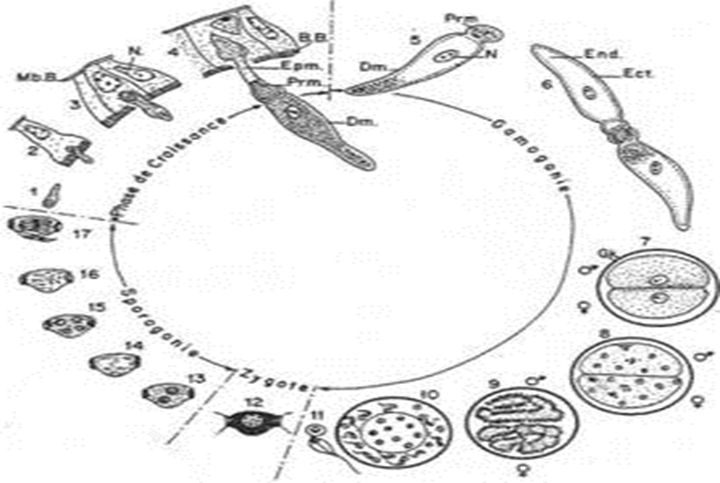 Prm.
5
Dm.
N
6
End.
Ect.
4
B.B.
Epm.
Prm.
Dm.
Mb.B.
N.
3
2
1
Phase de Croissance
Gamogonie
17
16
15
Sporogonie
14
13
Zygote
12
11
10
9
♂
♀
8
♂
♀
7
♂
♀